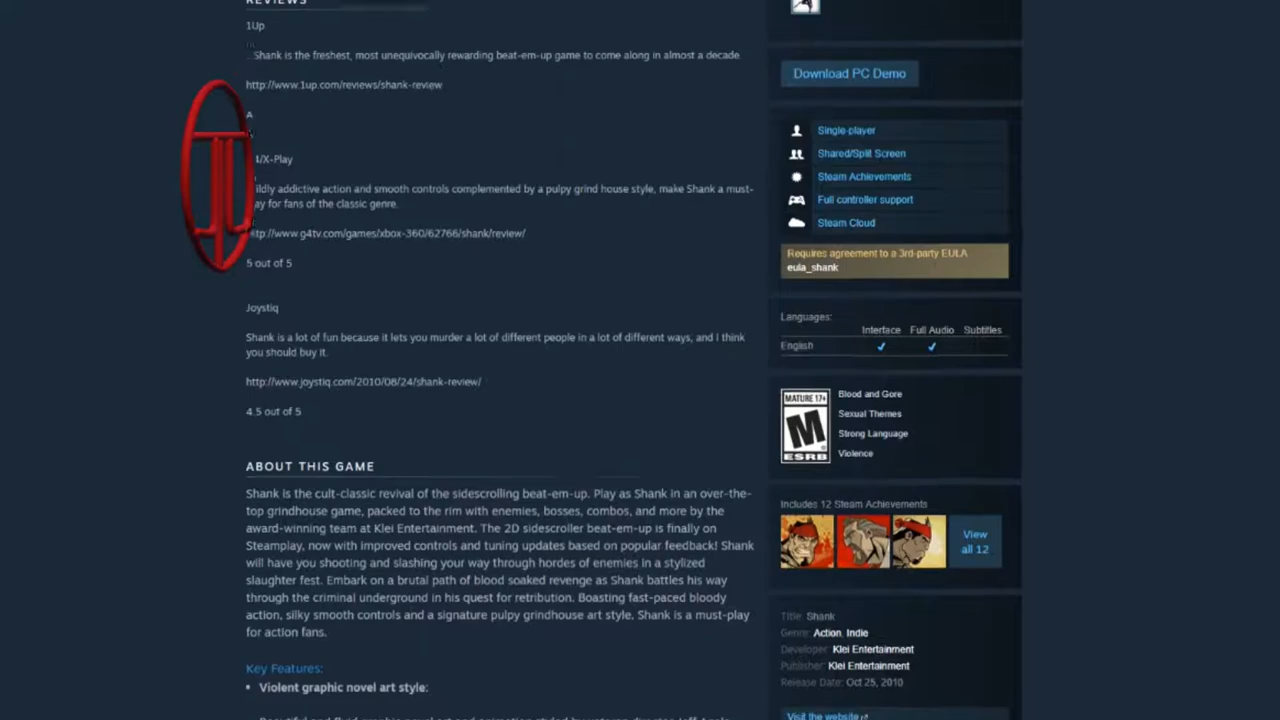 REVIEWS
1Up
Shank is the freshest, most unequivocally rewarding beat-em-up game to come along in almost a decade.
http://www.1up.com/reviews/shank-review
A
4/X-Play
ildly addictive action and smooth controls complemented by a pulpy grind house style, make Shank a must-
ay for fans of the classic genre.
ttp://www.g4tv.com/games/xbox-360/62766/shank/review/
5 out of 5
Joystiq
Shank is a lot of fun because it lets you murder a lot of different people in a lot of different ways, and I think
you should buy it.
http://www.joystiq.com/2010/08/24/shank-review/
4.5 out of 5
ABOUT THIS GAME
Shank is the cult-classic revival of the sidescrolling beat-em-up. Play as Shank in an over-the-
top grindhouse game, packed to the rim with enemies, bosses, combos, and more by the
award-winning team at Klei Entertainment. The 2D sidescroller beat-em-up is finally on
Steamplay, now with improved controls and tuning updates based on popular feedback! Shank
will have you shooting and slashing your way through hordes of enemies in a stylized
slaughter fest. Embark on a brutal path of blood soaked revenge as Shank battles his way
through the criminal underground in his quest for retribution. Boasting fast-paced bloody
action, silky smooth controls and a signature pulpy grindhouse art style. Shank is a must-play
for action fans.
Key Features:
• Violent graphic novel art style:
Download PC Demo
Single-player
Shared/Split Screen
Steam Achievements
Full controller support
Steam Cloud
Requires agreement to a 3rd-party EULA
eula_shank
Languages:
Interface Full Audio Subtitles
English ✓ ✓
MATURE 17+
M
ESRB
Blood and Gore
Sexual Themes
Strong Language
Violence
Includes 12 Steam Achievements
View
all 12
Title: Shank
Genre: Action, Indie
Developer: Klei Entertainment
Publisher: Klei Entertainment
Release Date: Oct 25, 2010
Visit the website